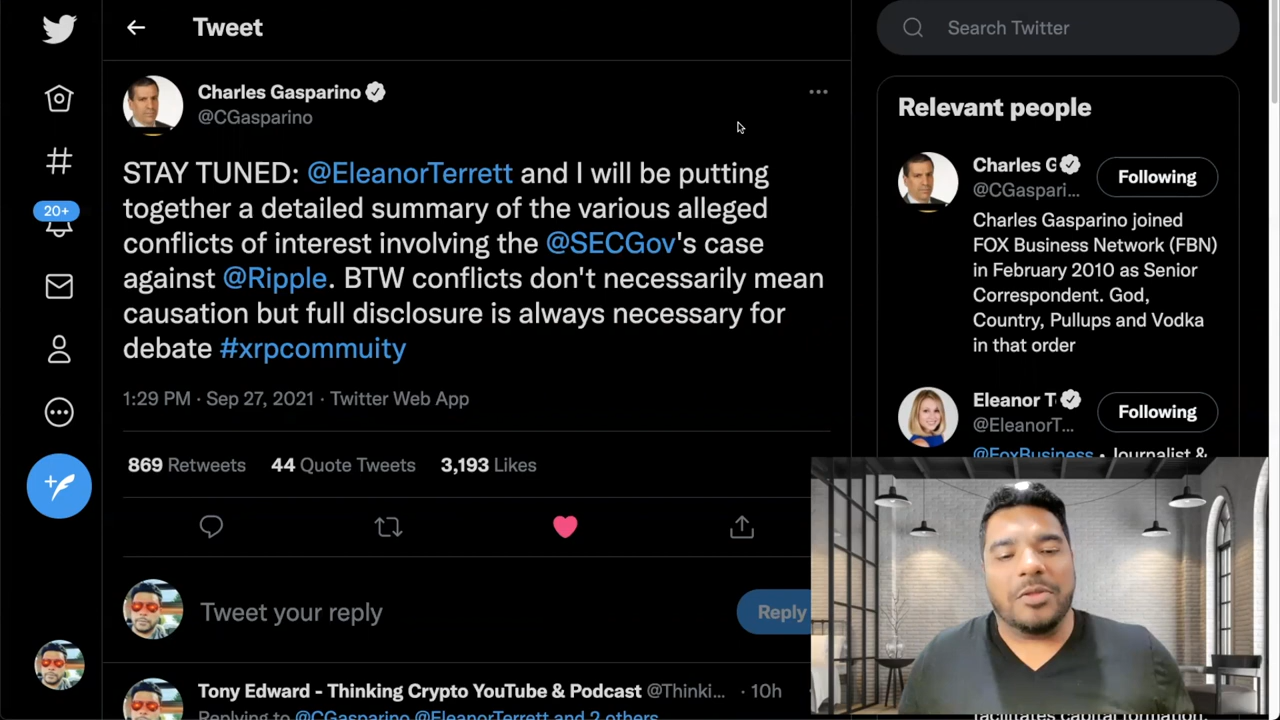 Tweet
Search Twitter
Charles Gasparino
@CGasparino
STAY TUNED: @EleanorTerrett and I will be putting
together a detailed summary of the various alleged
conflicts of interest involving the @SECGov's case
against @Ripple. BTW conflicts don't necessarily mean
causation but full disclosure is always necessary for
debate #xrpcommuity
1:29 PM · Sep 27, 2021 · Twitter Web App
869 Retweets 44 Quote Tweets 3,193 Likes
Tweet your reply
Reply
Tony Edward - Thinking Crypto YouTube & Podcast @Thinki... · 10h
Replying to @CGasparino @EleanorTerrett and 2 others
20+
Relevant people
Charles G
@CGaspari...
Following
Charles Gasparino joined
FOX Business Network (FBN)
in February 2010 as Senior
Correspondent. God,
Country, Pullups and Vodka
in that order
Eleanor T
@EleanorT...
Following
@FoxBusiness • Journalist &
facilitates capital formation